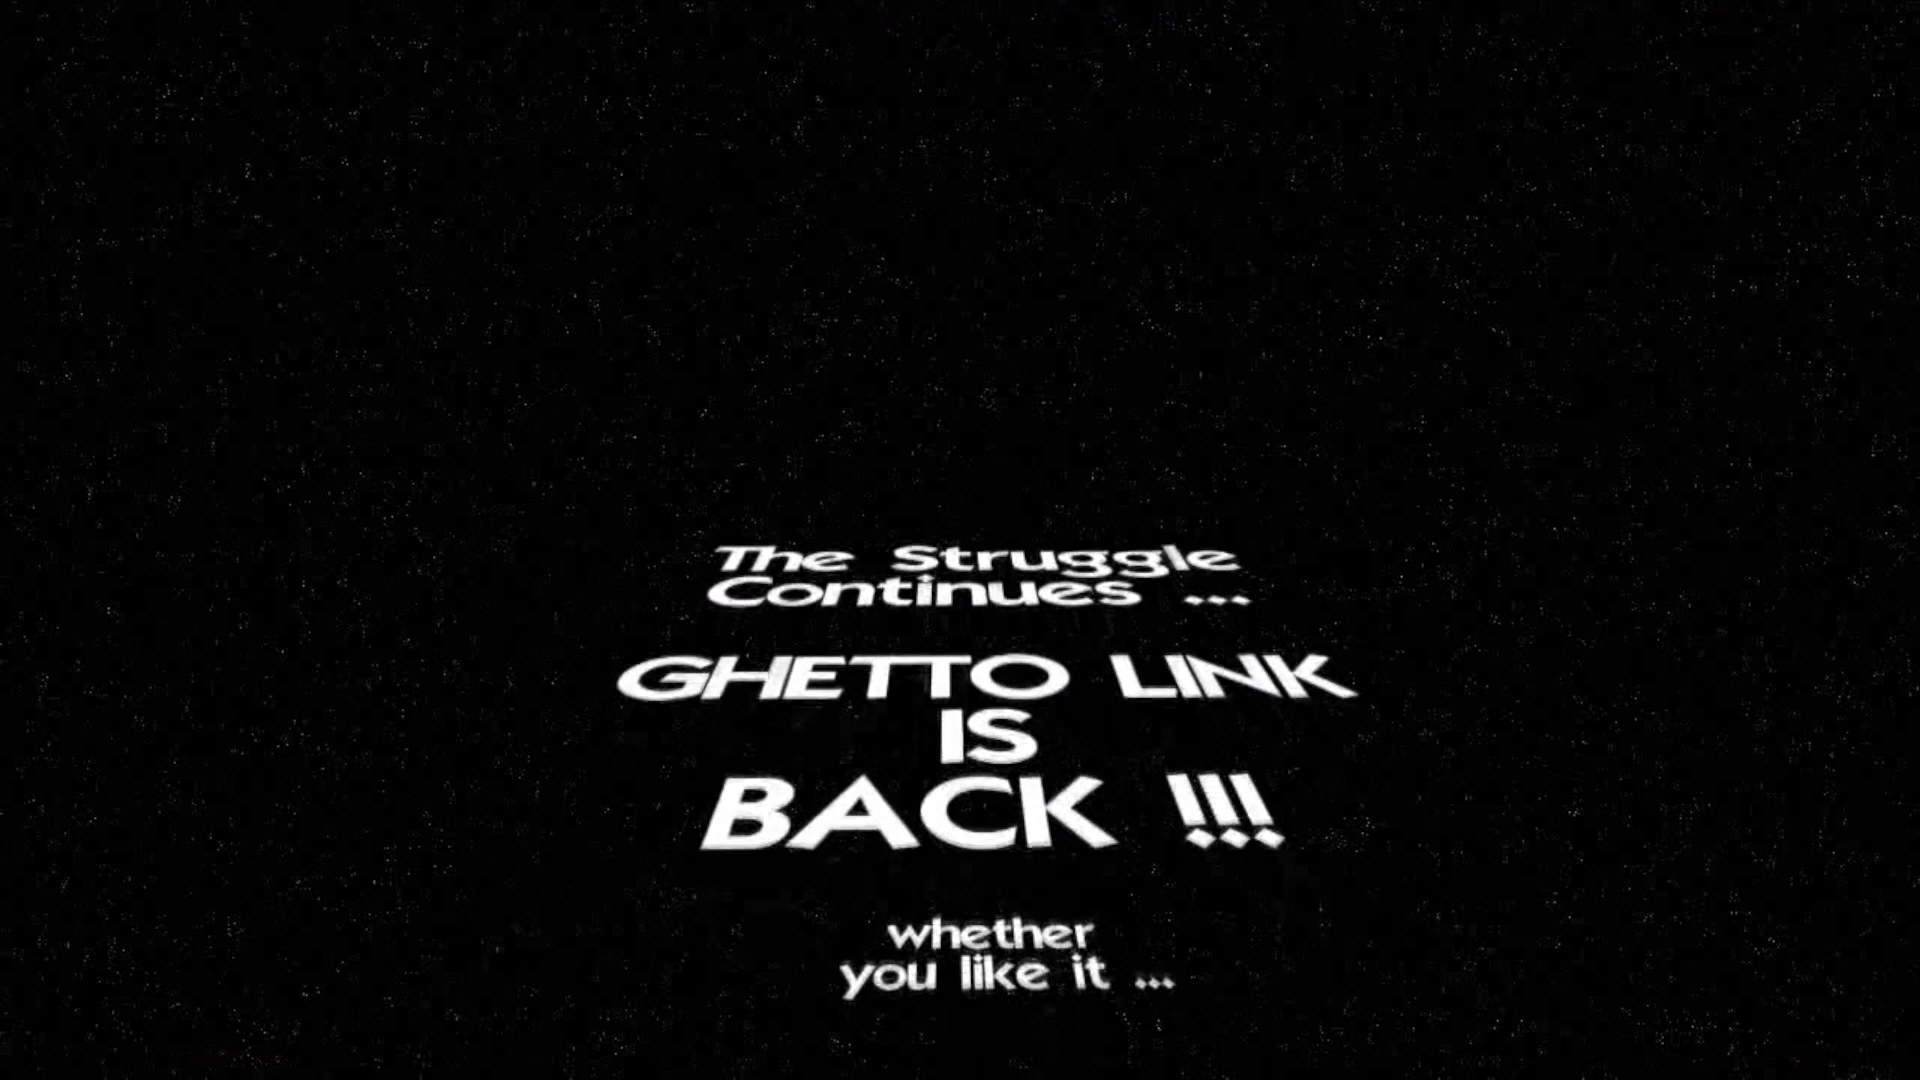 The Struggle
Continues ...
GHETTO LINK
IS
BACK !!!
whether
you like it ...